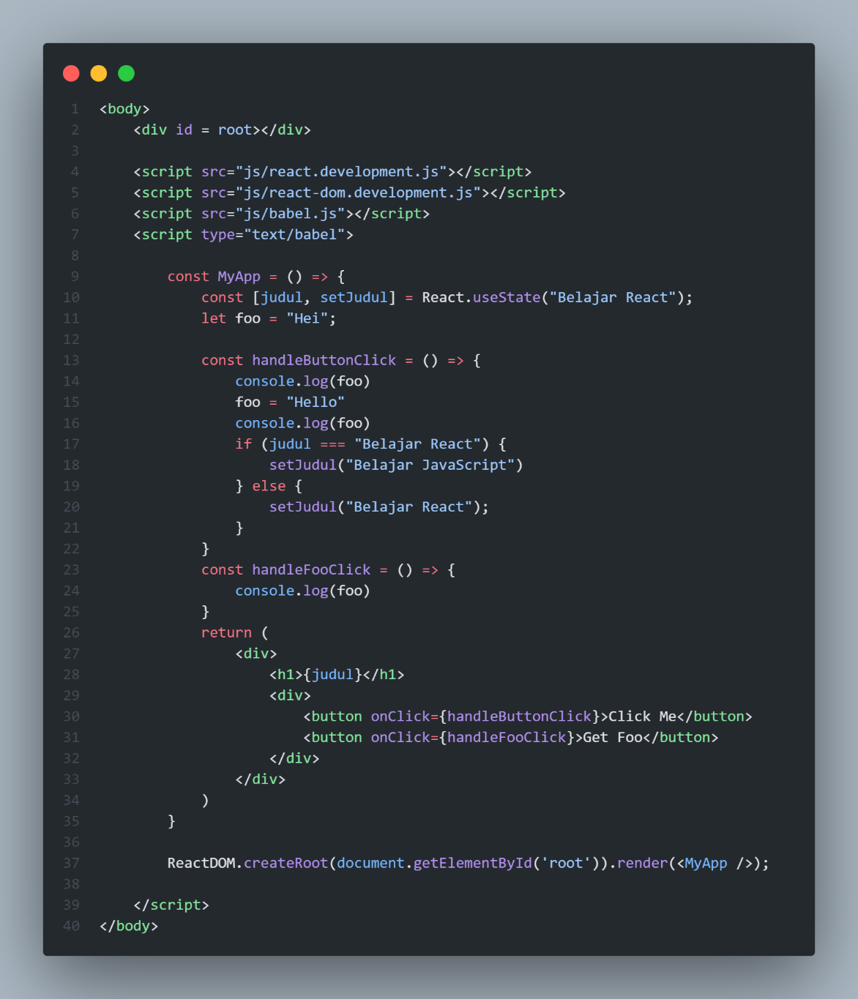 1 <body>
2     <div id = root></div>
3
4     <script src="js/react.development.js"></script>
5     <script src="js/react-dom.development.js"></script>
6     <script src="js/babel.js"></script>
7     <script type="text/babel">
8
9         const MyApp = () => {
10             const [judul, setJudul] = React.useState("Belajar React");
11             let foo = "Hei";
12
13             const handleButtonClick = () => {
14                 console.log(foo)
15                 foo = "Hello"
16                 console.log(foo)
17                 if (judul === "Belajar React") {
18                     setJudul("Belajar JavaScript")
19                 } else {
20                     setJudul("Belajar React");
21                 }
22             }
23             const handleFooClick = () => {
24                 console.log(foo)
25             }
26             return (
27                 <div>
28                     <h1>{judul}</h1>
29                     <div>
30                         <button onClick={handleButtonClick}>Click Me</button>
31                         <button onClick={handleFooClick}>Get Foo</button>
32                     </div>
33                 </div>
34             )
35         }
36
37         ReactDOM.createRoot(document.getElementById('root')).render(<MyApp />);
38
39     </script>
40 </body>